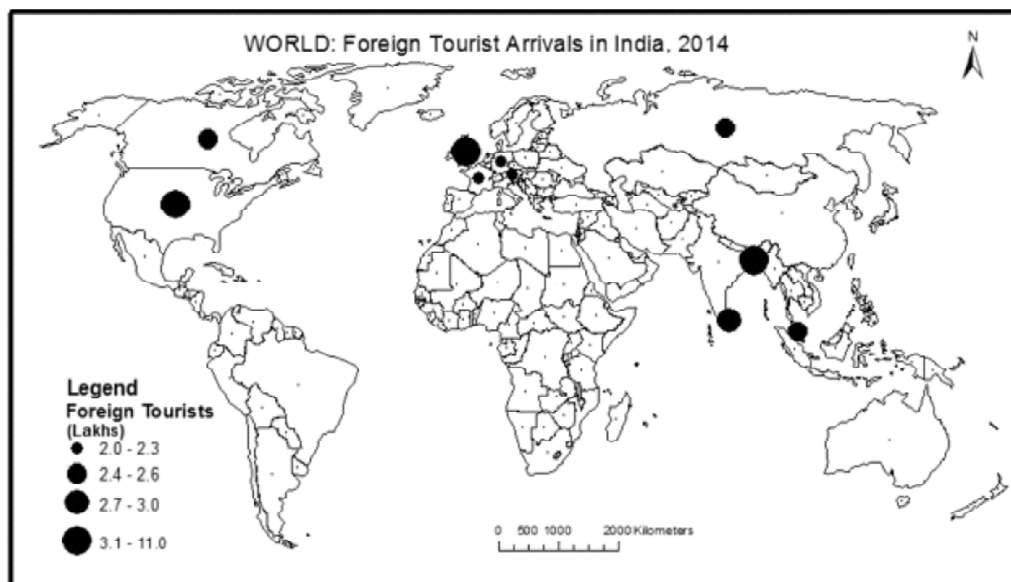 WORLD: Foreign Tourist Arrivals in India, 2014
N
Legend
Foreign Tourists
(Lakhs)
2.0 - 2.3
2.4 - 2.6
2.7 - 3.0
3.1 - 11.0
0 500 1000 2000 Kilometers